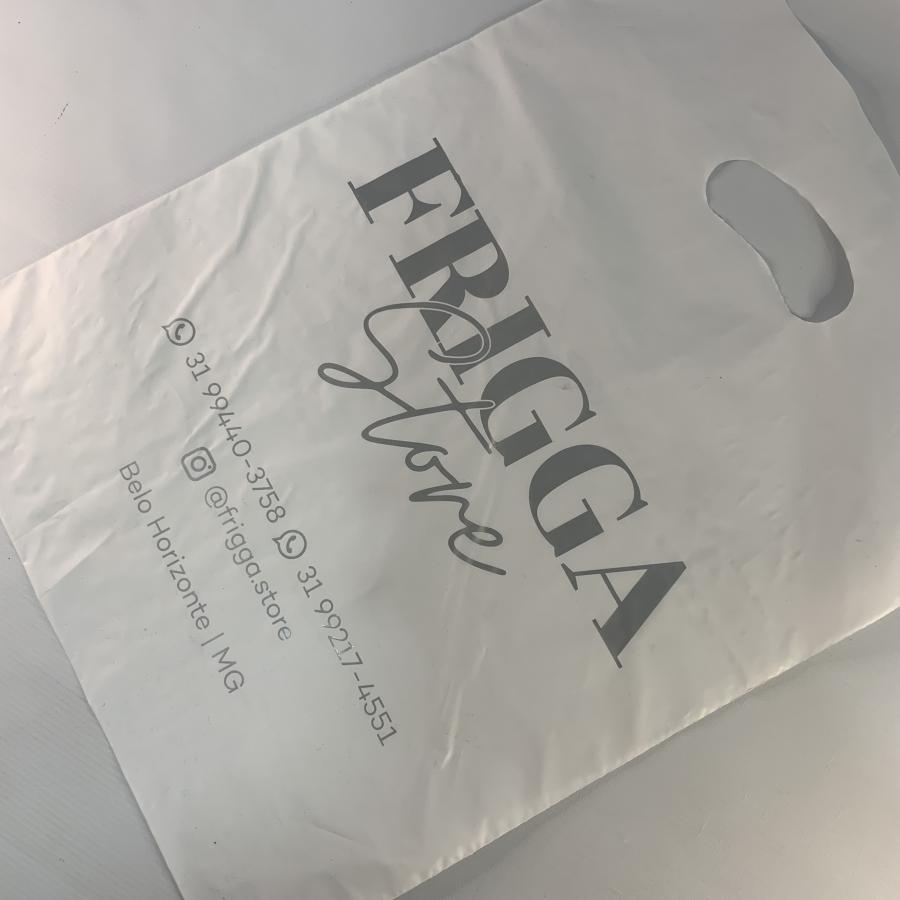 FRIGGA
Store
31 99440-3758 31 99217-4551
@frigga.store
Belo Horizonte | MG